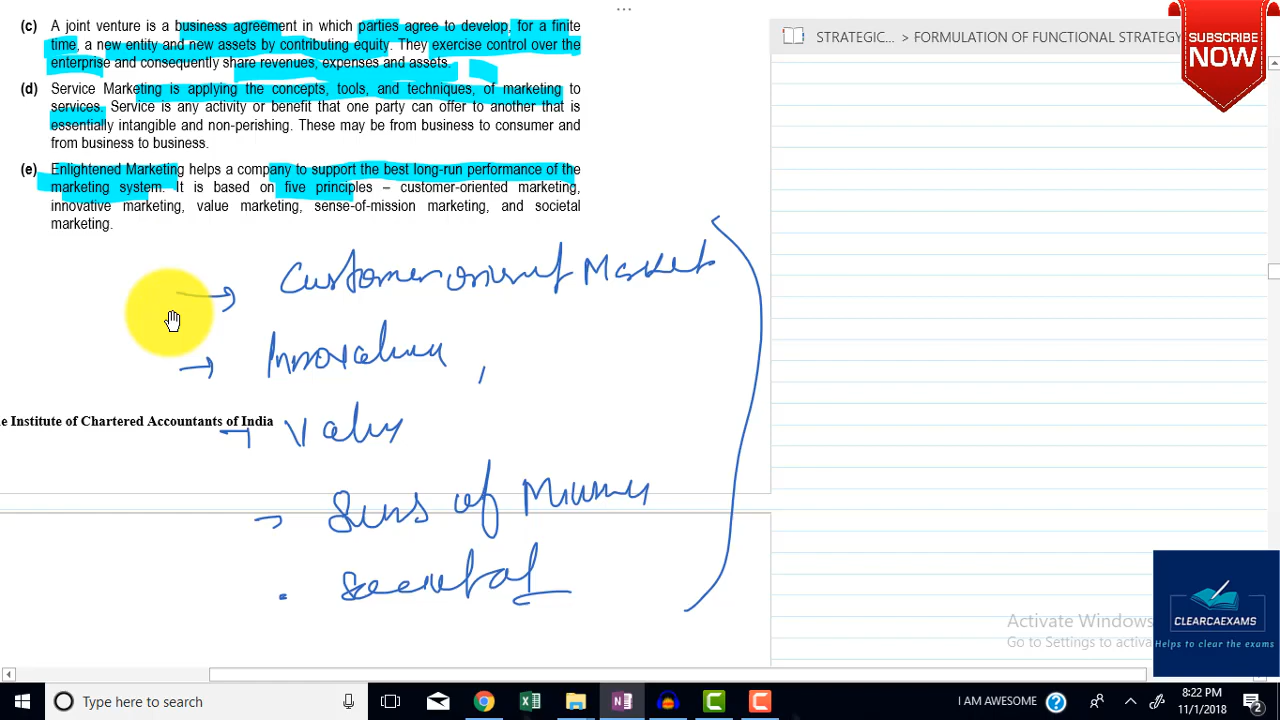 (c) A joint venture is a business agreement in which parties agree to develop, for a finite
time, a new entity and new assets by contributing equity. They exercise control over the
enterprise and consequently share revenues, expenses and assets.
(d) Service Marketing is applying the concepts, tools, and techniques, of marketing to
services. Service is any activity or benefit that one party can offer to another that is
essentially intangible and non-perishing. These may be from business to consumer and
from business to business.
(e) Enlightened Marketing helps a company to support the best long-run performance of the
marketing system. It is based on five principles – customer-oriented marketing,
innovative marketing, value marketing, sense-of-mission marketing, and societal
marketing.
Customer orient Market
Value
of
e Institute of Chartered Accountants of India
STRATEGIC... > FORMULATION OF FUNCTIONAL STRATEGY
SUBSCRIBE
NOW
CLEARCAEXAMS
Helps to clear the exams
Activate Windows
Go to Settings to activa
Type here to search
I AM AWESOME
8:22 PM
11/1/2018
2